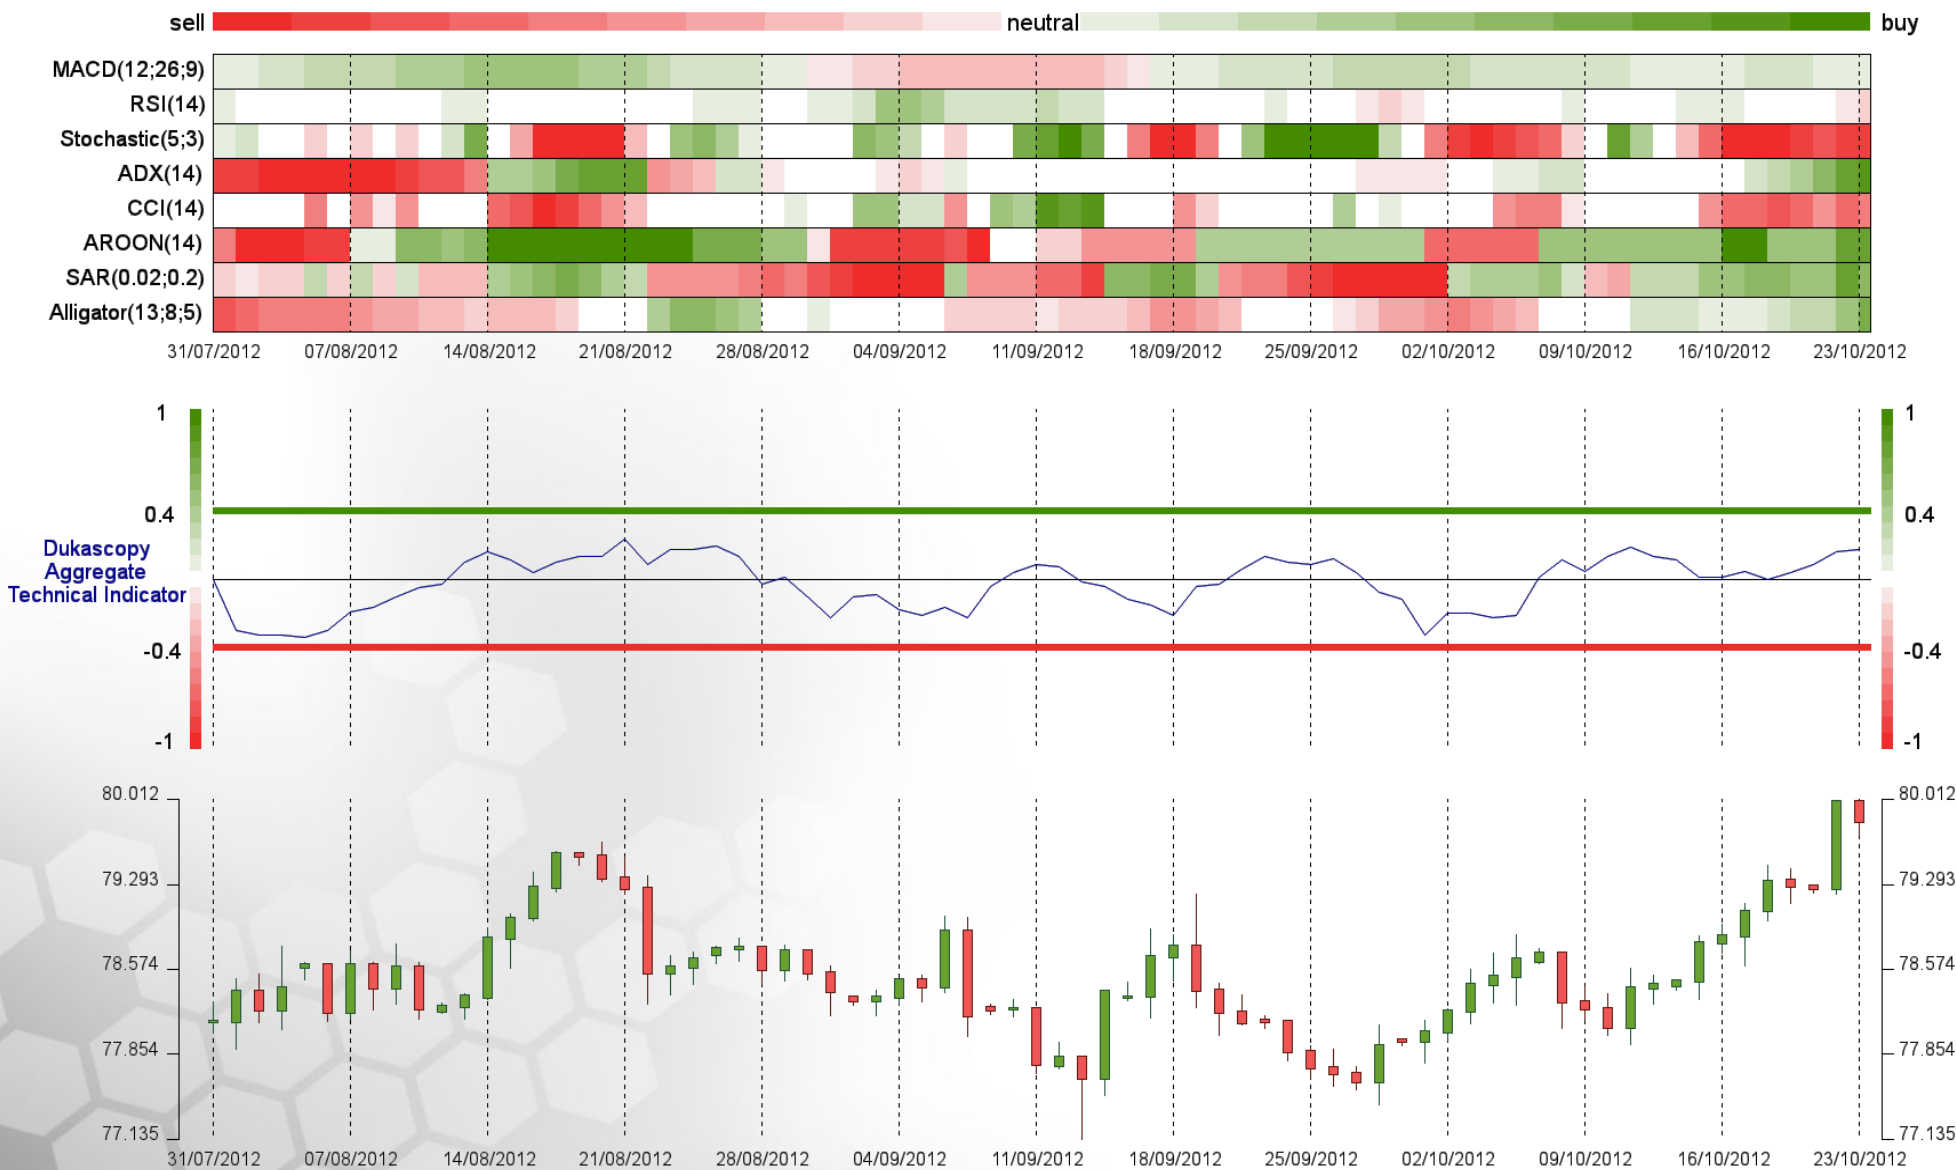 sell neutral buy
MACD(12;26;9)
RSI(14)
Stochastic(5;3)
ADX(14)
CCI(14)
AROON(14)
SAR(0.02;0.2)
Alligator(13;8;5)
31/07/2012 07/08/2012 14/08/2012 21/08/2012 28/08/2012 04/09/2012 11/09/2012 18/09/2012 25/09/2012 02/10/2012 09/10/2012 16/10/2012 23/10/2012
1 1
0.4 0.4
Dukascopy
Aggregate
Technical Indicator
-0.4 -0.4
-1 -1
80.012 80.012
79.293 79.293
78.574 78.574
77.854 77.854
77.135 77.135
31/07/2012 07/08/2012 14/08/2012 21/08/2012 28/08/2012 04/09/2012 11/09/2012 18/09/2012 25/09/2012 02/10/2012 09/10/2012 16/10/2012 23/10/2012